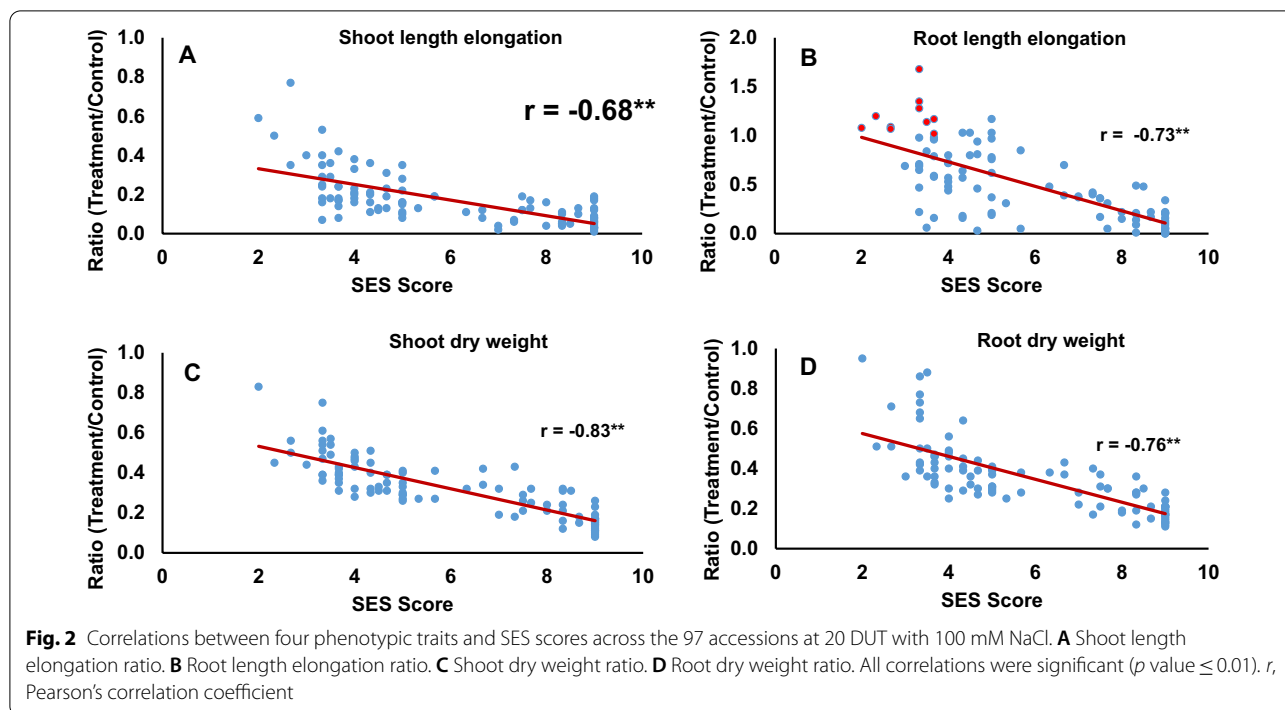 A
Shoot length elongation
r = -0.68**
Ratio (Treatment/Control)
1.0
0.8
0.6
0.4
0.2
0.0
0 2 4 6 8 10
SES Score
B
Root length elongation
r = -0.73**
Ratio (Treatment/Control)
2.0
1.5
1.0
0.5
0.0
0 2 4 6 8 10
SES Score
C
Shoot dry weight
r = -0.83**
Ratio (Treatment/Control)
1.0
0.8
0.6
0.4
0.2
0.0
0 2 4 6 8 10
SES Score
D
Root dry weight
r = -0.76**
Ratio (Treatment/Control)
1.0
0.8
0.6
0.4
0.2
0.0
0 2 4 6 8 10
SES Score
Fig. 2 Correlations between four phenotypic traits and SES scores across the 97 accessions at 20 DUT with 100 mM NaCl. A Shoot length
elongation ratio. B Root length elongation ratio. C Shoot dry weight ratio. D Root dry weight ratio. All correlations were significant (p value ≤ 0.01). r,
Pearson's correlation coefficient